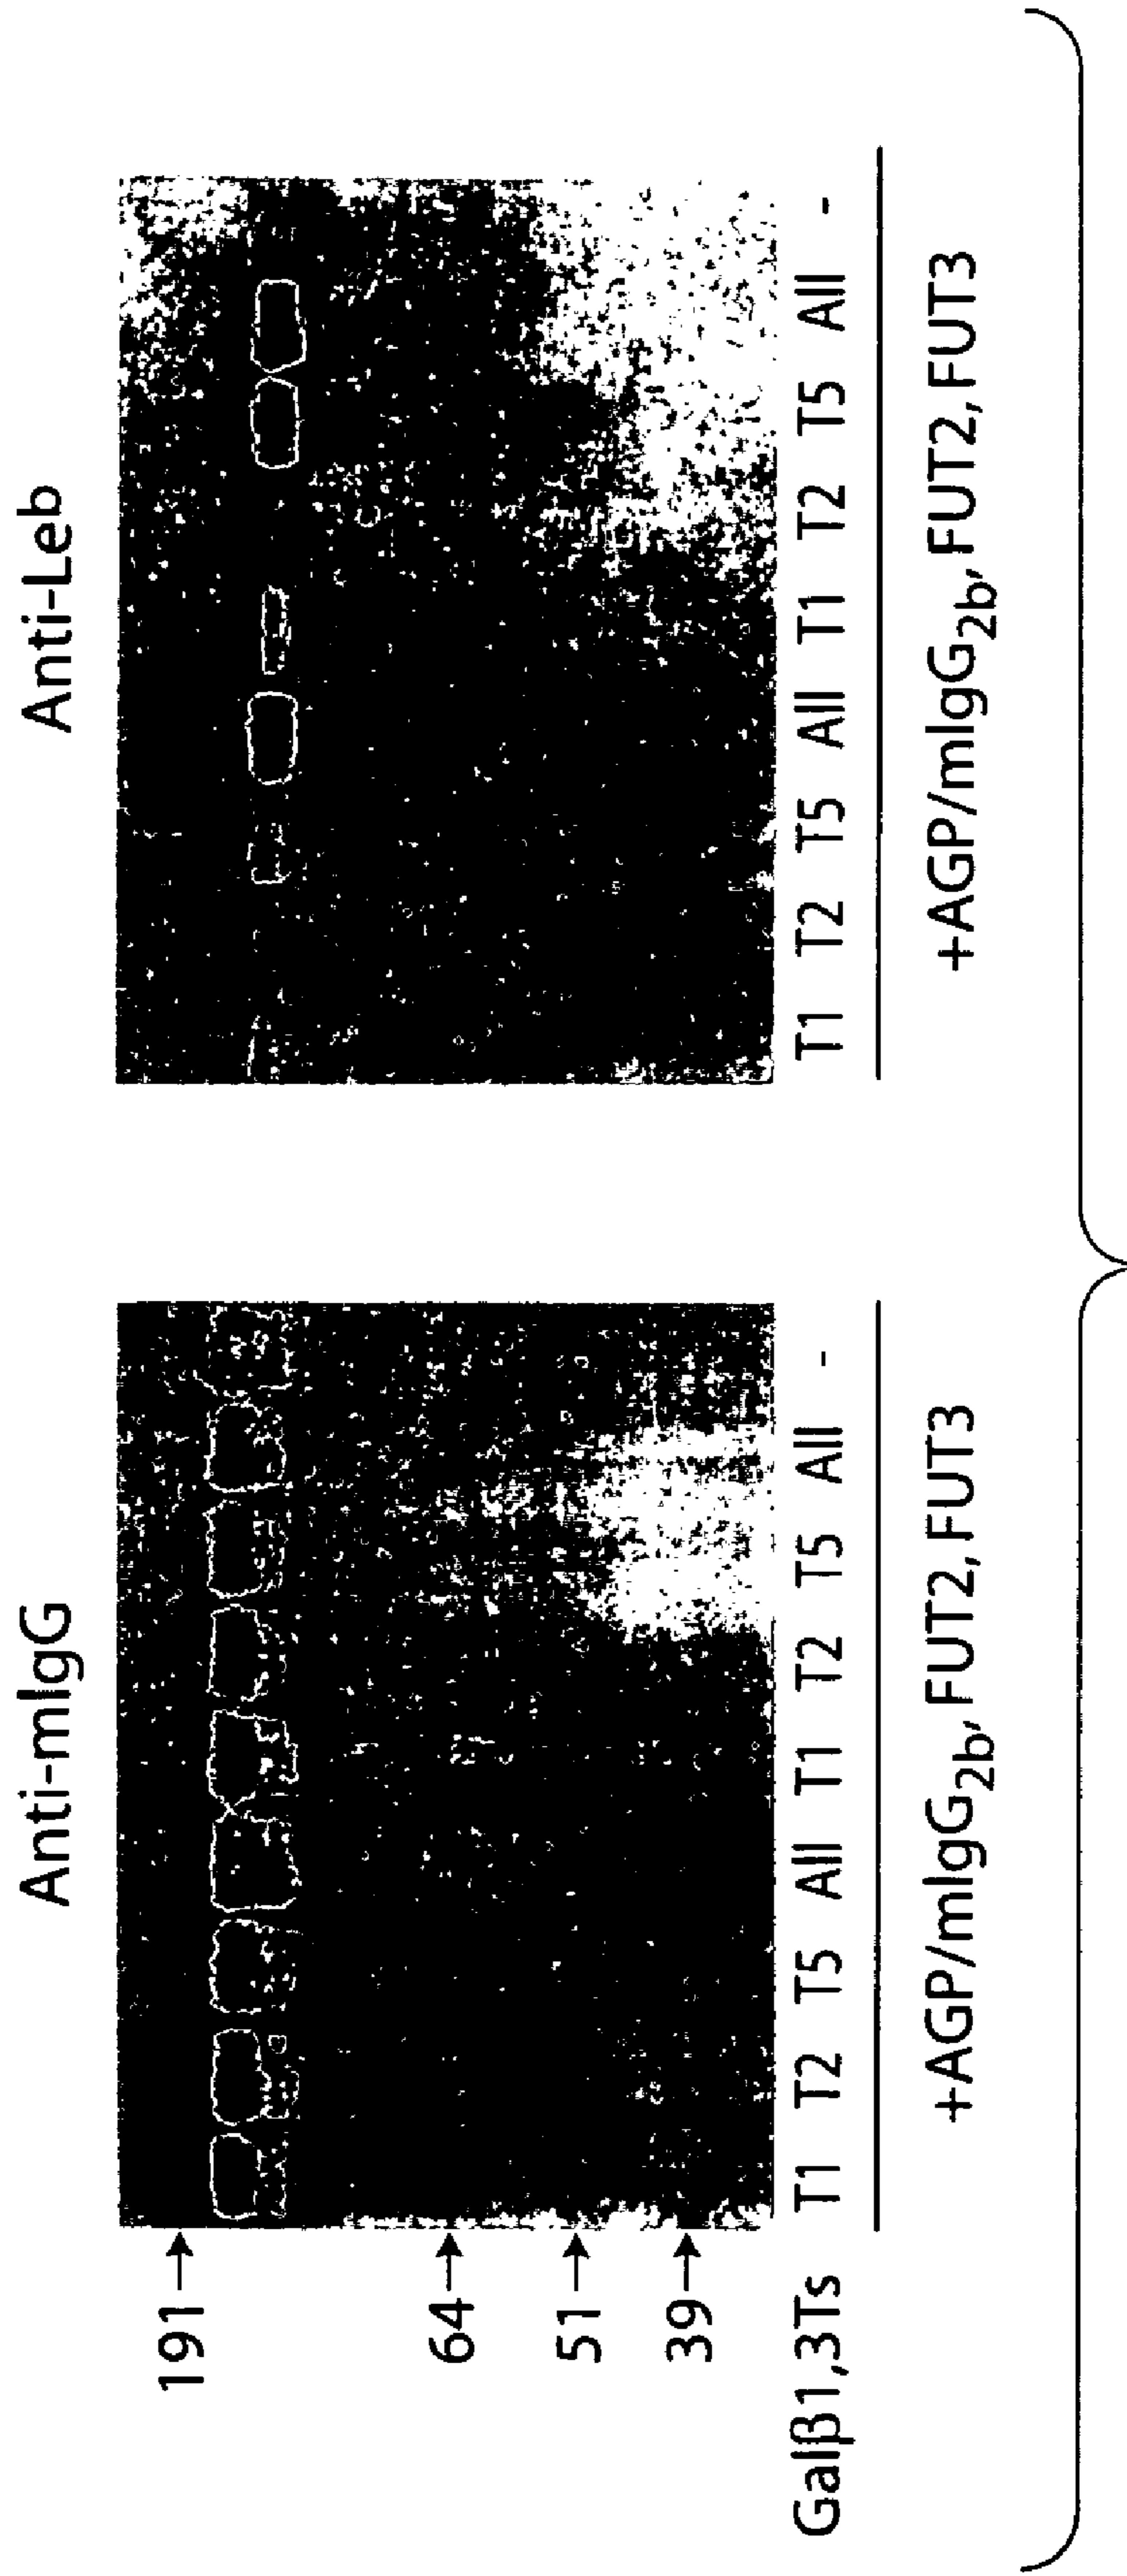 Anti-mIgG
Anti-Leb
191→
64→
51→
39→
Galβ1,3Ts
T1 T2 T5 All T1 T2 T5 All -
T1 T2 T5 All T1 T2 T5 All -
+AGP/mIgG2b, FUT2, FUT3
+AGP/mIgG2b, FUT2, FUT3